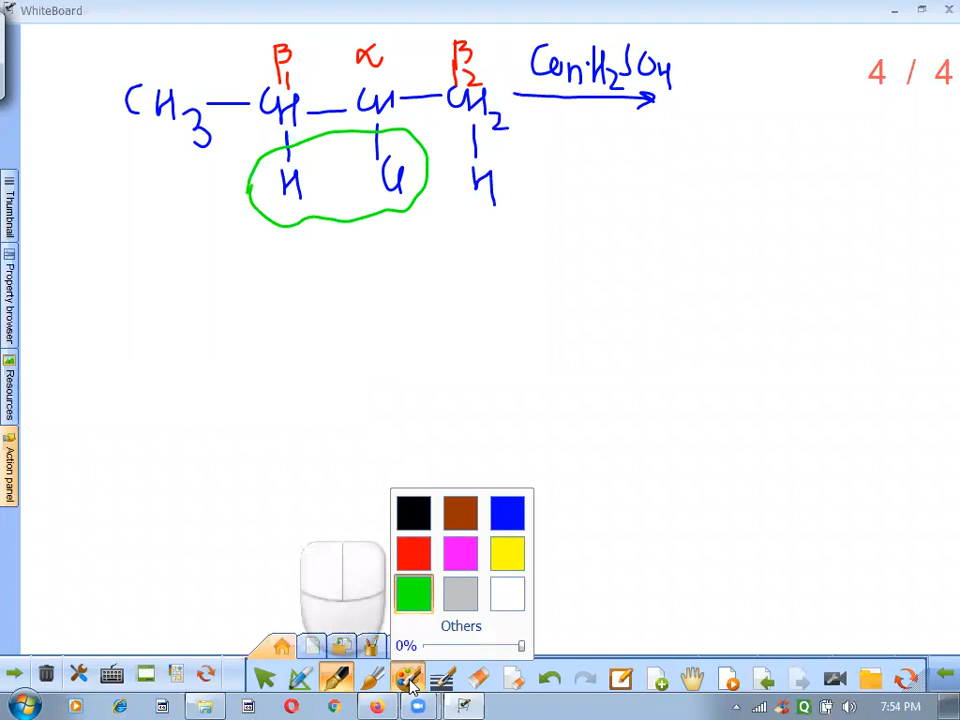 WhiteBoard
β1 α β2 Con·H2SO4
4 / 4
CH3—CH—CH—CH2
H Cl H
Thumbnail
Property browser
Resources
Action panel
Others
0%
7:54 PM